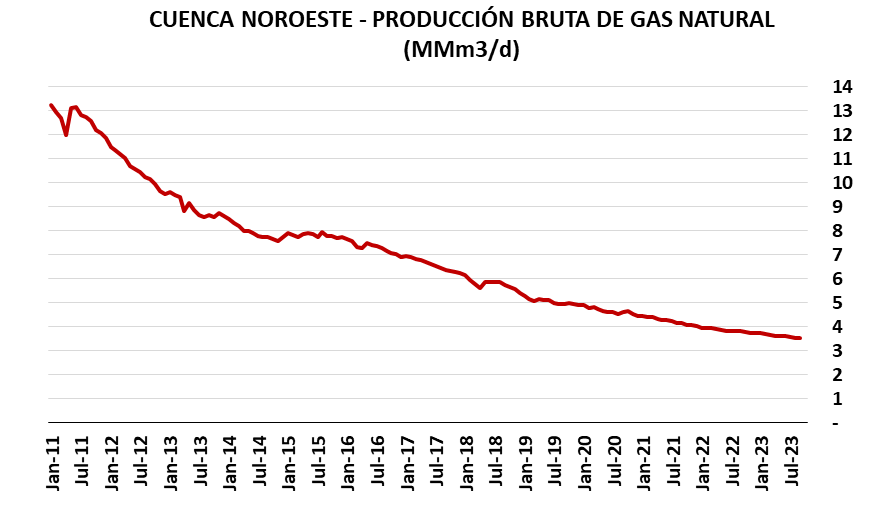 CUENCA NOROESTE - PRODUCCIÓN BRUTA DE GAS NATURAL
(MMm3/d)
14
13
12
11
10
9
8
7
6
5
4
3
2
1
-
Jan-11
Jul-11
Jan-12
Jul-12
Jan-13
Jul-13
Jan-14
Jul-14
Jan-15
Jul-15
Jan-16
Jul-16
Jan-17
Jul-17
Jan-18
Jul-18
Jan-19
Jul-19
Jan-20
Jul-20
Jan-21
Jul-21
Jan-22
Jul-22
Jan-23
Jul-23